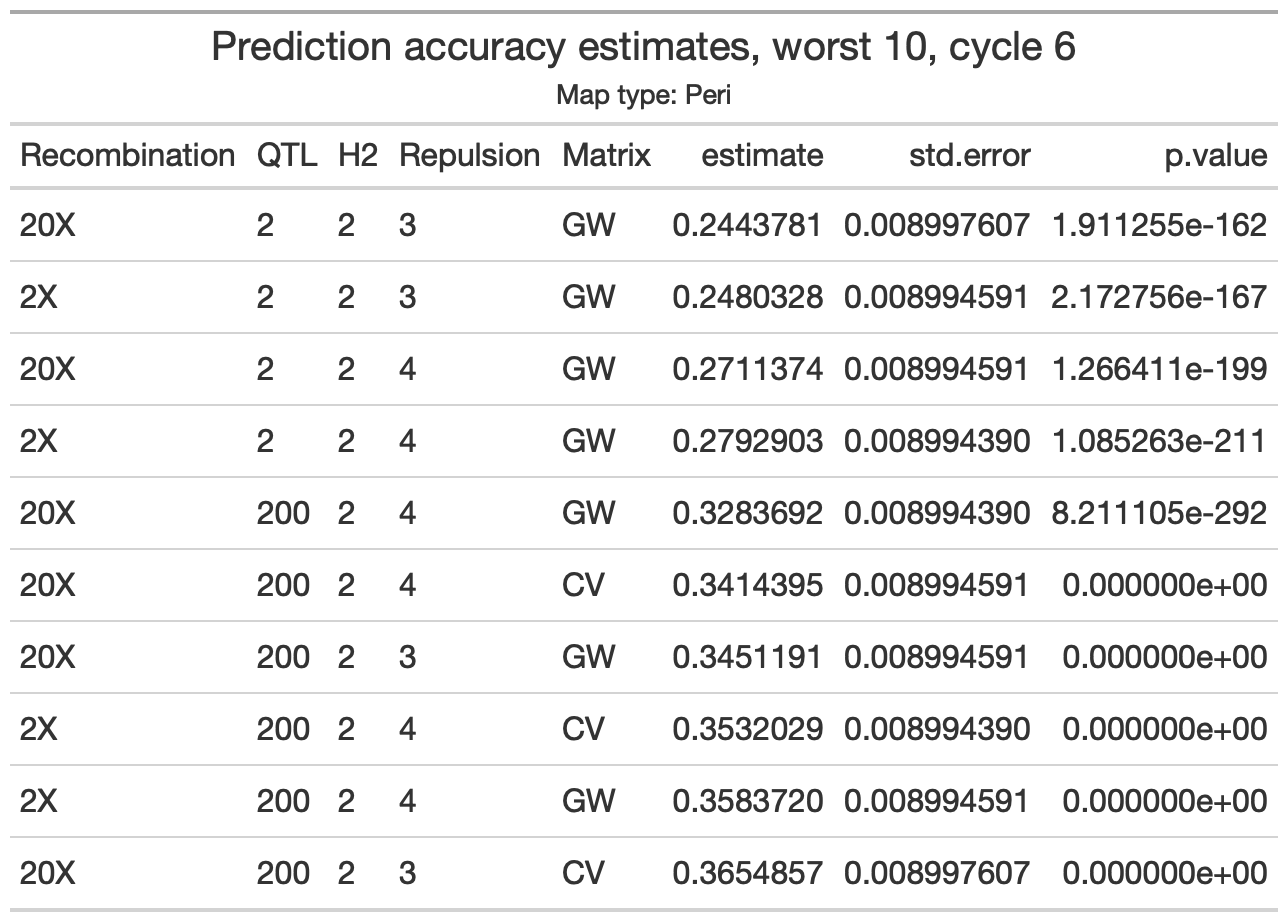 Prediction accuracy estimates, worst 10, cycle 6
Map type: Peri
Recombination QTL H2 Repulsion Matrix estimate std.error p.value
20X 2 2 3 GW 0.2443781 0.008997607 1.911255e-162
2X 2 2 3 GW 0.2480328 0.008994591 2.172756e-167
20X 2 2 4 GW 0.2711374 0.008994591 1.266411e-199
2X 2 2 4 GW 0.2792903 0.008994390 1.085263e-211
20X 200 2 4 GW 0.3283692 0.008994390 8.211105e-292
20X 200 2 4 CV 0.3414395 0.008994591 0.000000e+00
20X 200 2 3 GW 0.3451191 0.008994591 0.000000e+00
2X 200 2 4 CV 0.3532029 0.008994390 0.000000e+00
2X 200 2 4 GW 0.3583720 0.008994591 0.000000e+00
20X 200 2 3 CV 0.3654857 0.008997607 0.000000e+00